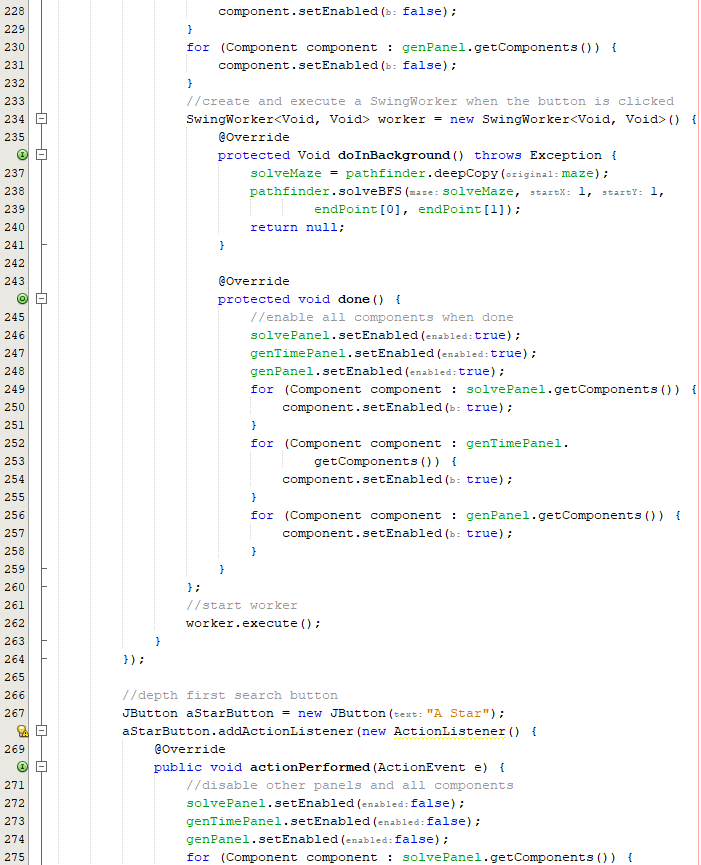 228 component.setEnabled(b: false);
229 }
230 for (Component component : genPanel.getComponents()) {
231 component.setEnabled(b: false);
232 }
233 //create and execute a SwingWorker when the button is clicked
234 SwingWorker<Void, Void> worker = new SwingWorker<Void, Void>() {
235 @Override
protected Void doInBackground() throws Exception {
237 solveMaze = pathfinder.deepCopy(original: maze);
238 pathfinder.solveBFS(maze: solveMaze, startX: 1, startY: 1,
239 endPoint[0], endPoint[1]);
240 return null;
241 }
242
243 @Override
protected void done() {
245 //enable all components when done
246 solvePanel.setEnabled(enabled: true);
247 genTimePanel.setEnabled(enabled: true);
248 genPanel.setEnabled(enabled: true);
249 for (Component component : solvePanel.getComponents()) {
250 component.setEnabled(b: true);
251 }
252 for (Component component : genTimePanel.
253 getComponents()) {
254 component.setEnabled(b: true);
255 }
256 for (Component component : genPanel.getComponents()) {
257 component.setEnabled(b: true);
258 }
259 }
260 };
261 //start worker
262 worker.execute();
263 }
264 });
265
266 //depth first search button
267 JButton aStarButton = new JButton(text: "A Star");
aStarButton.addActionListener(new ActionListener() {
269 @Override
public void actionPerformed(ActionEvent e) {
271 //disable other panels and all components
272 solvePanel.setEnabled(enabled: false);
273 genTimePanel.setEnabled(enabled: false);
274 genPanel.setEnabled(enabled: false);
275 for (Component component : solvePanel.getComponents()) {